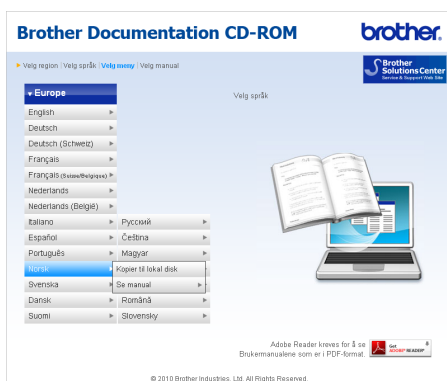 Brother Documentation CD-ROM
brother.
Velg region | Velg språk | Velg meny | Velg manual
Brother
Solutions Center
Service & Support Web Site
Europe
Velg språk
English
Deutsch
Deutsch (Schweiz)
Français
Français (Suisse/Belgique)
Nederlands
Nederlands (België)
Italiano
Русский
Español
Čeština
Português
Magyar
Norsk
Kopier til lokal disk
Svenska
Se manual
Dansk
Română
Suomi
Slovensky
Adobe Reader kreves for å se
Brukermanualene som er i PDF-format.
Get
ADOBE® READER®
© 2010 Brother Industries, Ltd. All Rights Reserved.